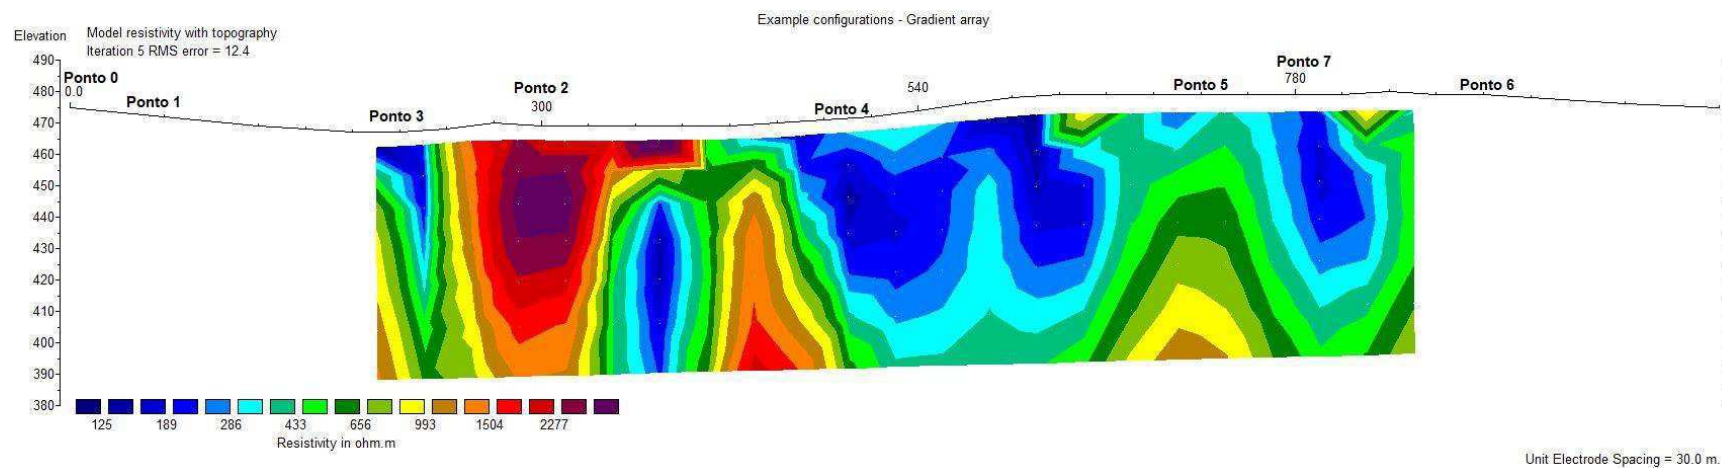 Example configurations - Gradient array
Elevation
Model resistivity with topography
Iteration 5 RMS error = 12.4
490
480
470
460
450
440
430
420
410
400
390
380
Ponto 0
0.0
Ponto 1
Ponto 3
Ponto 2
300
Ponto 4
540
Ponto 5
Ponto 7
780
Ponto 6
125 189 286 433 656 993 1504 2277
Resistivity in ohm.m
Unit Electrode Spacing = 30.0 m.